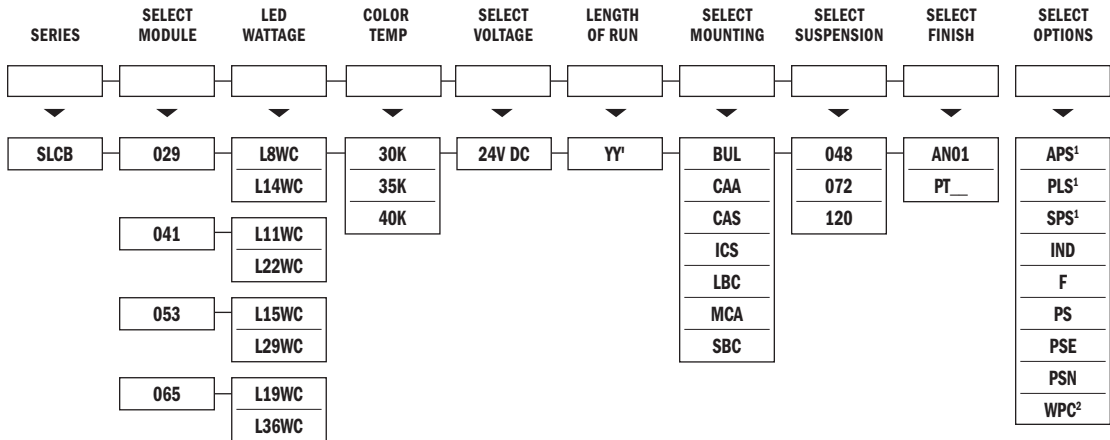 SERIES
SELECT MODULE
LED WATTAGE
COLOR TEMP
SELECT VOLTAGE
LENGTH OF RUN
SELECT MOUNTING
SELECT SUSPENSION
SELECT FINISH
SELECT OPTIONS
SLCB 029 L8WC 30K 24V DC YY' BUL 048 AN01 APS¹
L14WC 35K CAA 072 PT__ PLS¹
40K CAS 120 SPS¹
041 L11WC ICS IND
L22WC LBC F
053 L15WC MCA PS
L29WC SBC PSE
PSN
065 L19WC WPC²
L36WC